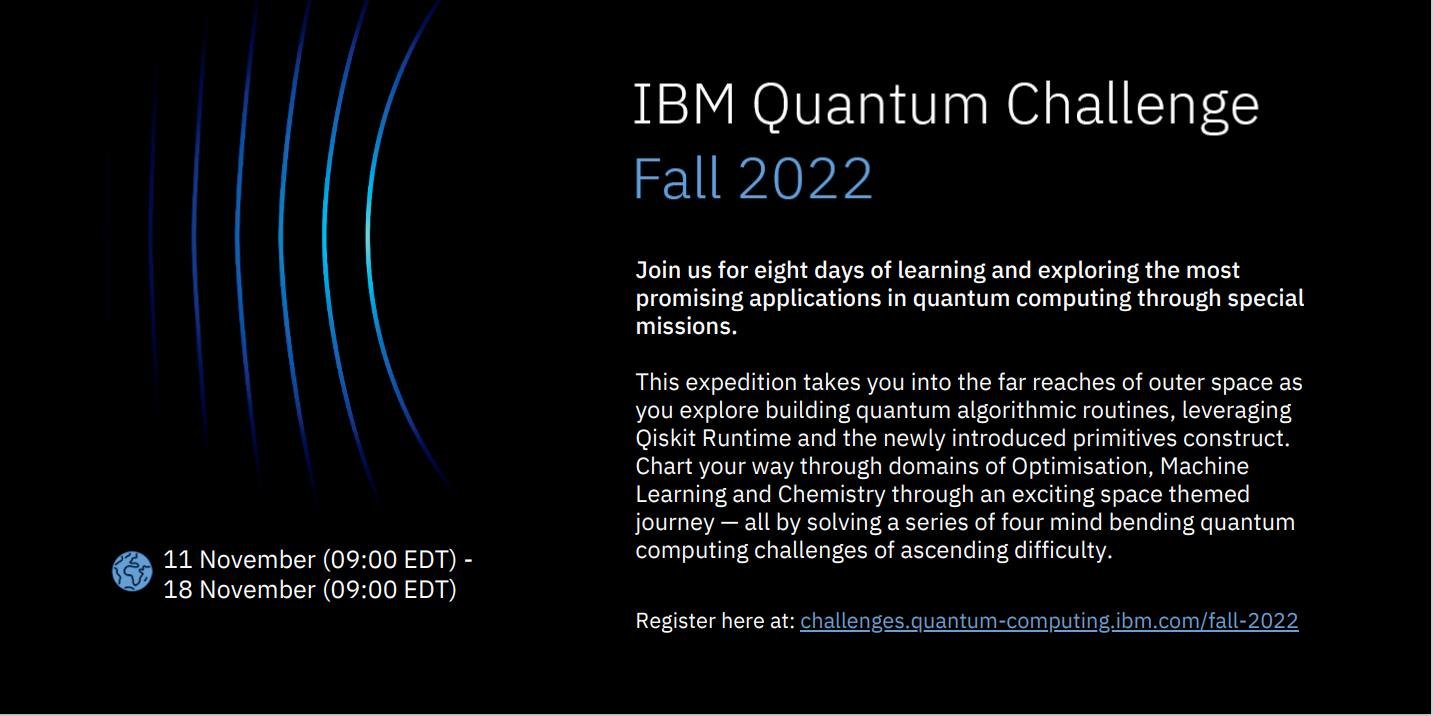 IBM Quantum Challenge
Fall 2022
Join us for eight days of learning and exploring the most
promising applications in quantum computing through special
missions.
This expedition takes you into the far reaches of outer space as
you explore building quantum algorithmic routines, leveraging
Qiskit Runtime and the newly introduced primitives construct.
Chart your way through domains of Optimisation, Machine
Learning and Chemistry through an exciting space themed
journey — all by solving a series of four mind bending quantum
computing challenges of ascending difficulty.
11 November (09:00 EDT) -
18 November (09:00 EDT)
Register here at: challenges.quantum-computing.ibm.com/fall-2022